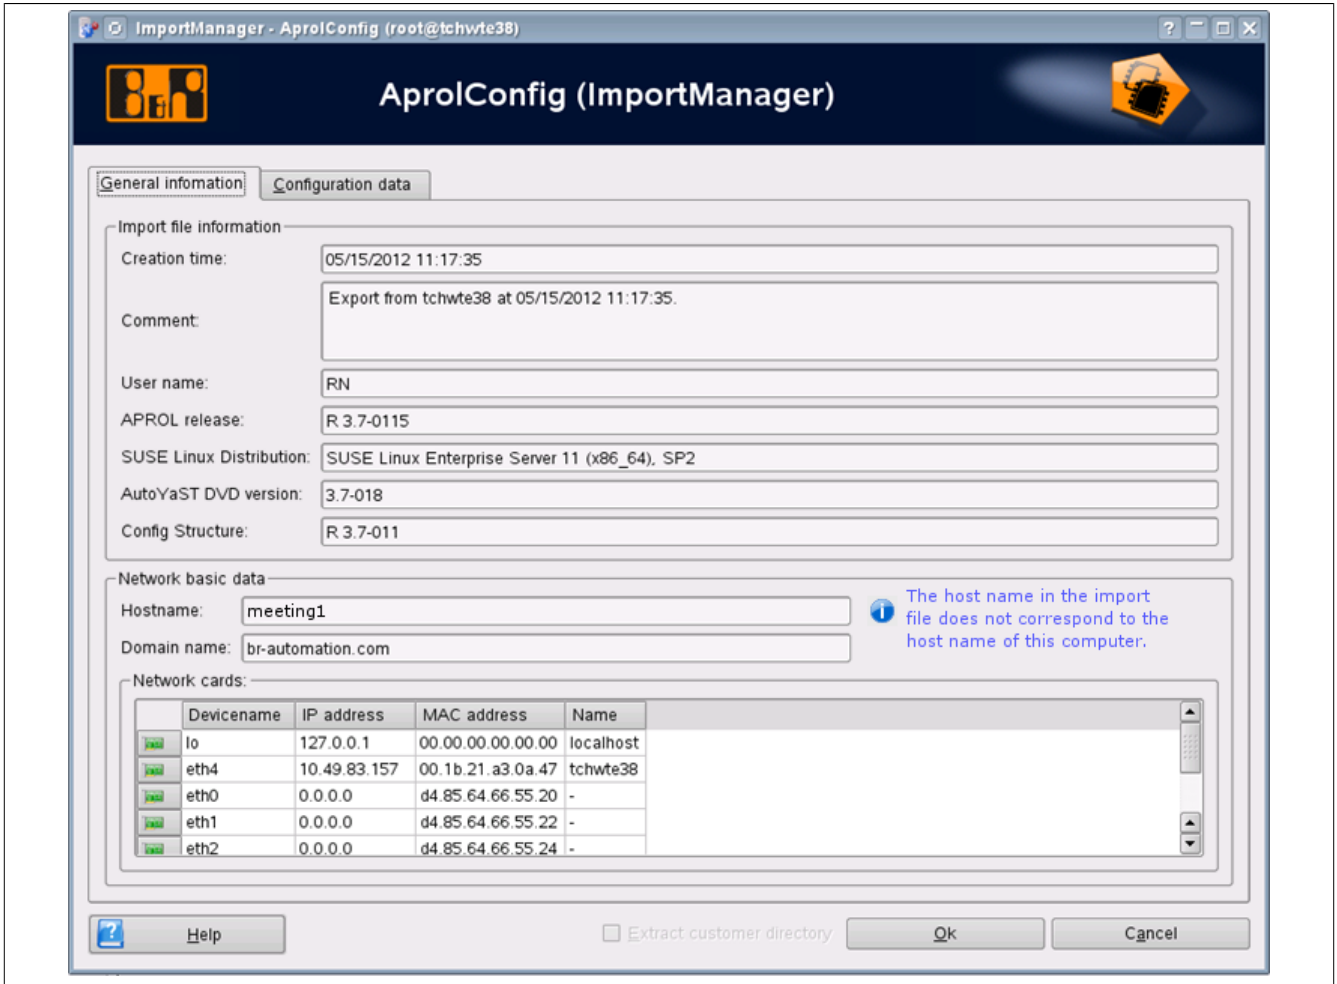 ImportManager - AprolConfig (root@tchwte38)
B&R
AprolConfig (ImportManager)
General infomation
Configuration data
Import file information
Creation time:
05/15/2012 11:17:35
Comment:
Export from tchwte38 at 05/15/2012 11:17:35.
User name:
RN
APROL release:
R 3.7-0115
SUSE Linux Distribution:
SUSE Linux Enterprise Server 11 (x86_64), SP2
AutoYaST DVD version:
3.7-018
Config Structure:
R 3.7-011
Network basic data
Hostname:
meeting1
The host name in the import
file does not correspond to the
host name of this computer.
Domain name:
br-automation.com
Network cards:
Devicename IP address MAC address Name
lo 127.0.0.1 00.00.00.00.00.00 localhost
eth4 10.49.83.157 00.1b.21.a3.0a.47 tchwte38
eth0 0.0.0.0 d4.85.64.66.55.20 -
eth1 0.0.0.0 d4.85.64.66.55.22 -
eth2 0.0.0.0 d4.85.64.66.55.24 -
Help
Extract customer directory
Ok
Cancel